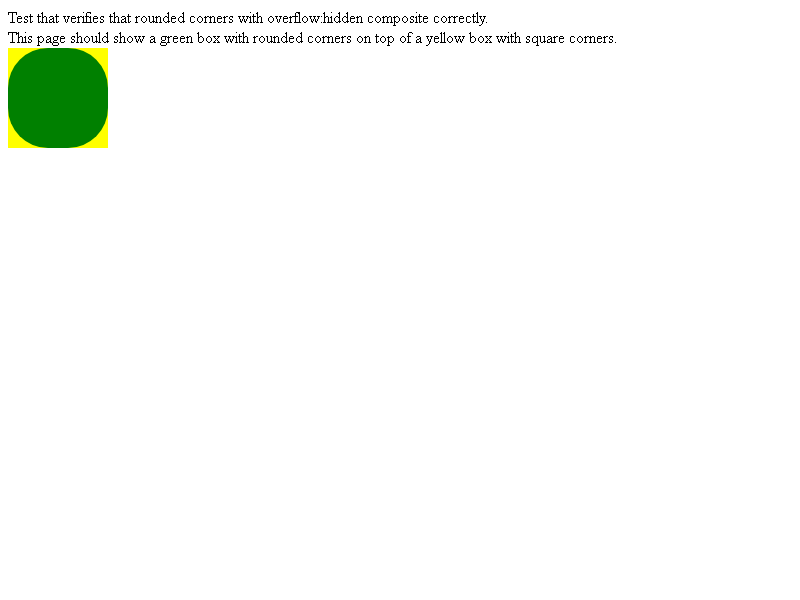 Test that verifies that rounded corners with overflow:hidden composite correctly.
This page should show a green box with rounded corners on top of a yellow box with square corners.